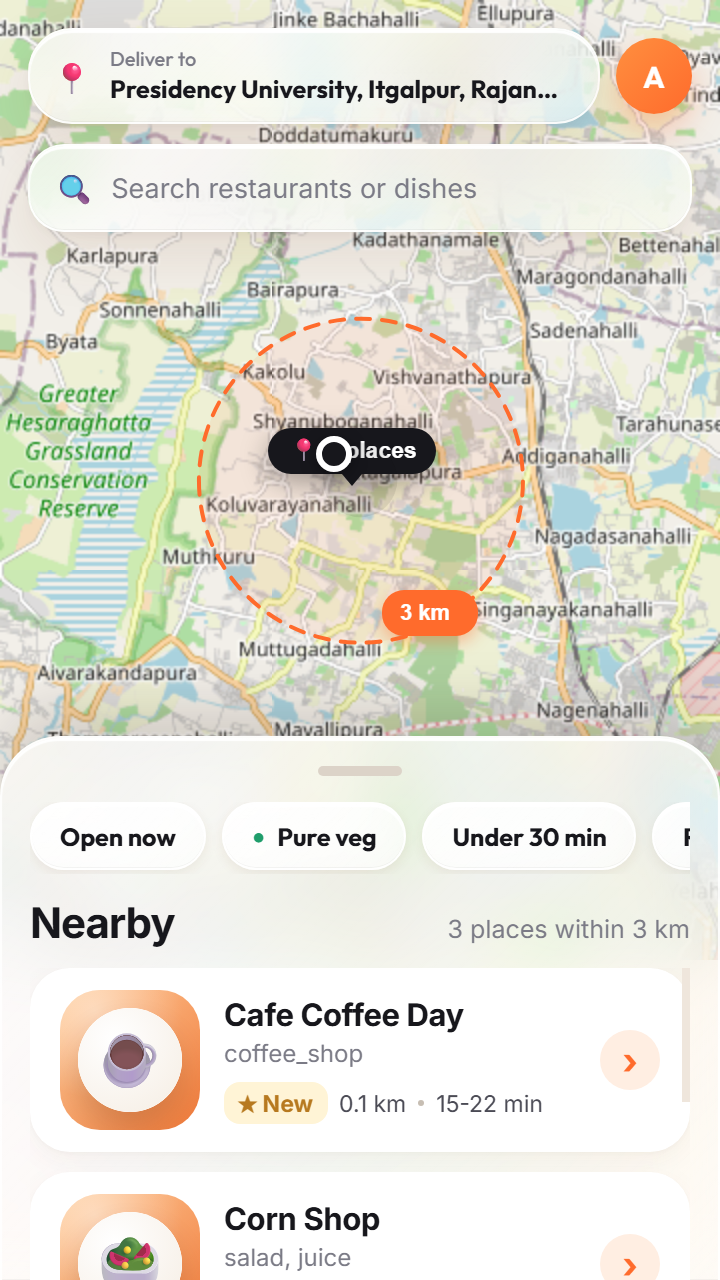 Jinke Bachahalli
Ellupura
Deliver to
Presidency University, Itgalpur, Rajan...
A
Doddatumakuru
Search restaurants or dishes
Kadathanamale
Bettenahal
Karlapura
Maragondanahalli
Bairapura
Sonnenahalli
Sadenahalli
Byata
Kakolu
Vishvanathapura
Greater
Hesaraghatta
Grassland
Conservation
Reserve
Shyanuboganahalli
Tarahunase
places
Addiganahalli
Koluvarayanahalli
Nagadasanahalli
Muthkuru
3 km
Singanayakanahalli
Muttugadahalli
Aivarakandapura
Nagenahalli
Mavallipura
Open now
Pure veg
Under 30 min
Nearby
3 places within 3 km
Cafe Coffee Day
coffee_shop
★ New 0.1 km • 15-22 min
Corn Shop
salad, juice